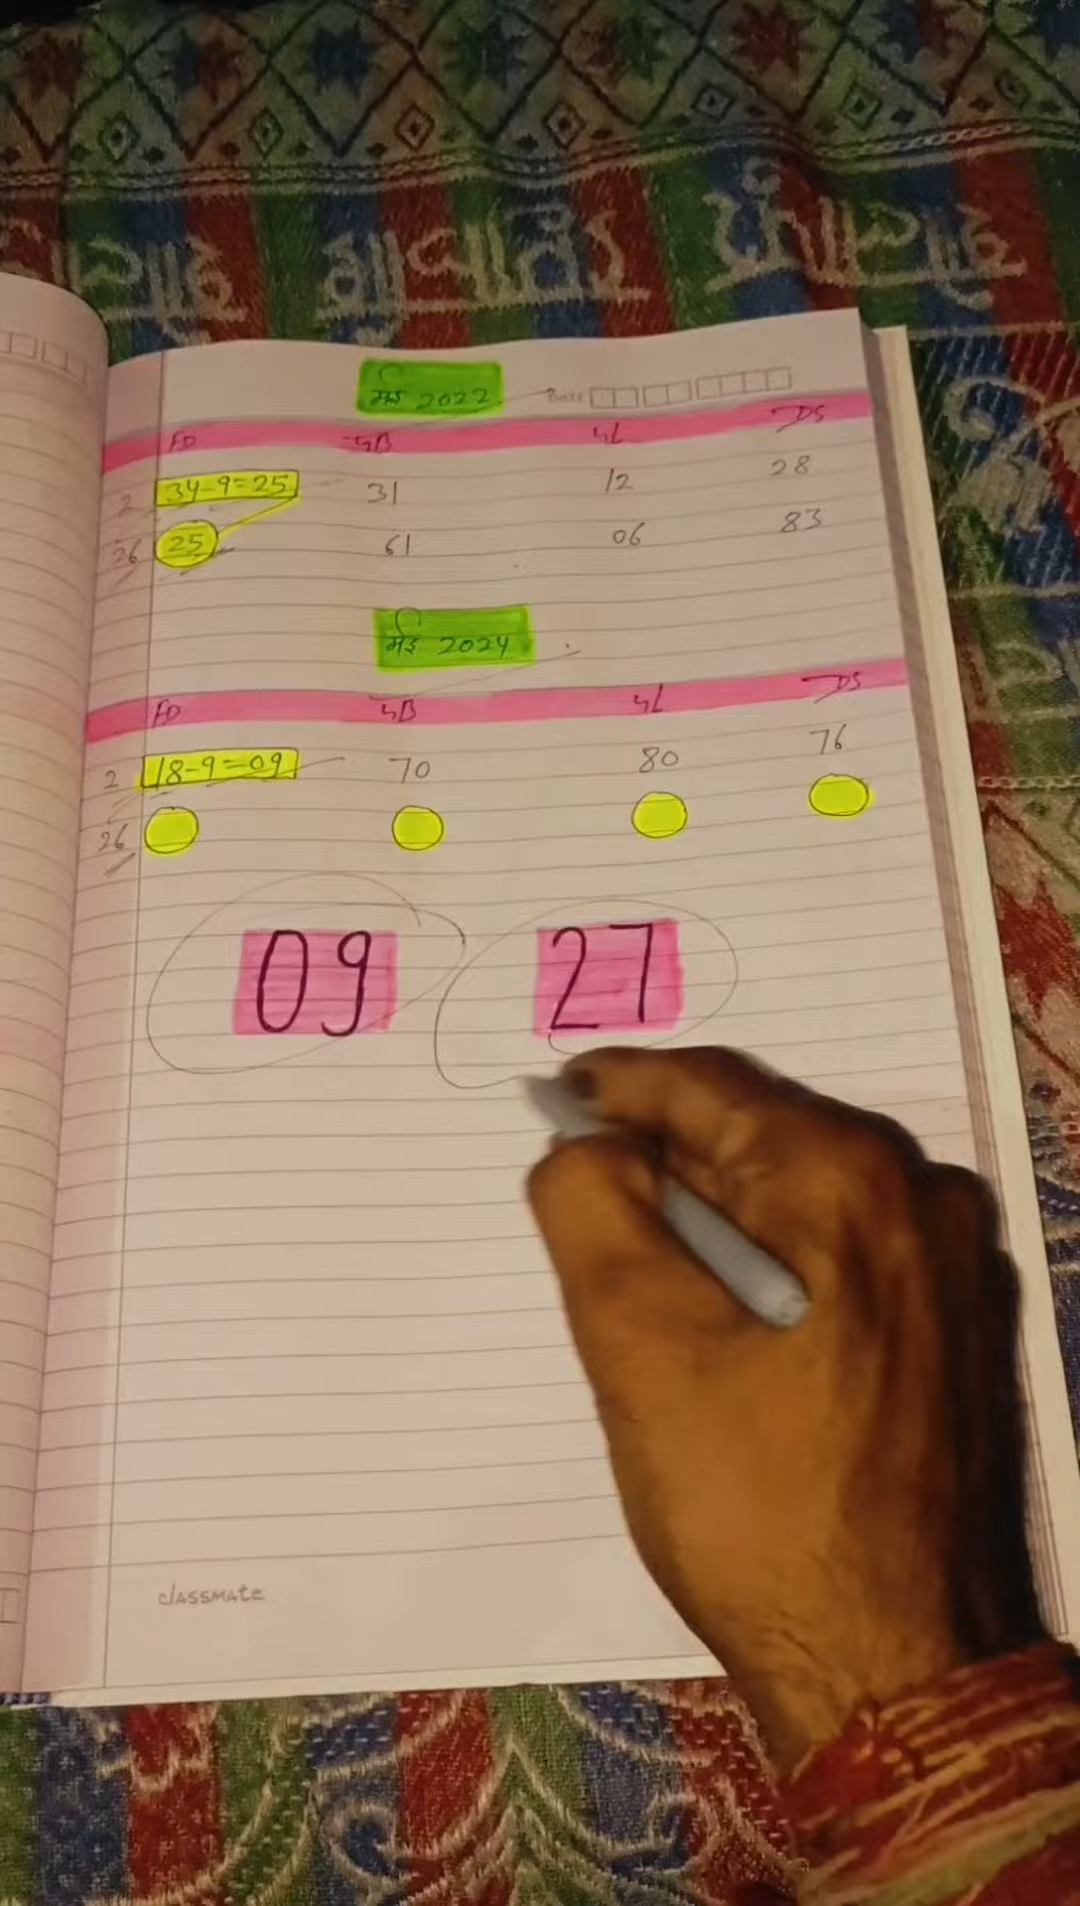 मई 2022
Date
FD GB GL DS
2 34-9=25 31 12 28
26 25 61 06 83
मई 2024
FD GB GL DS
2 18-9=09 70 80 76
26
09 27
classmate